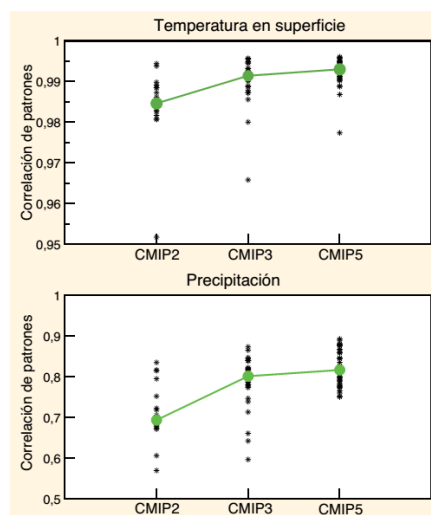 Temperatura en superficie
Correlación de patrones
1
0,99
0,98
0,97
0,96
0,95
CMIP2
CMIP3
CMIP5
Precipitación
Correlación de patrones
1
0,9
0,8
0,7
0,6
0,5
CMIP2
CMIP3
CMIP5